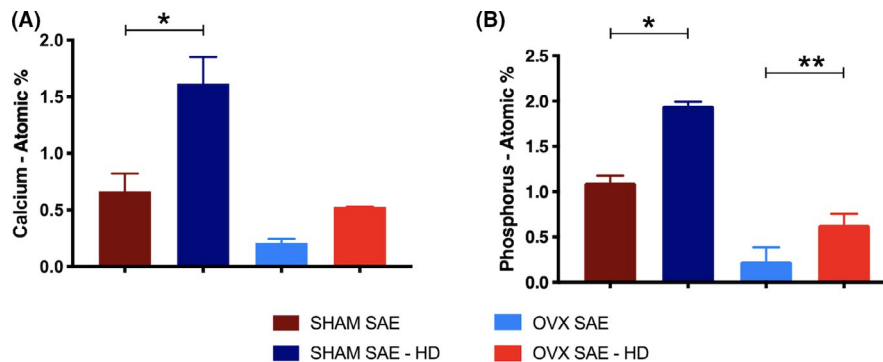 (A)
*
Calcium - Atomic %
2.0
1.5
1.0
0.5
0.0
(B)
*
**
Phosphorus - Atomic %
2.5
2.0
1.5
1.0
0.5
0.0
SHAM SAE
OVX SAE
SHAM SAE - HD
OVX SAE - HD